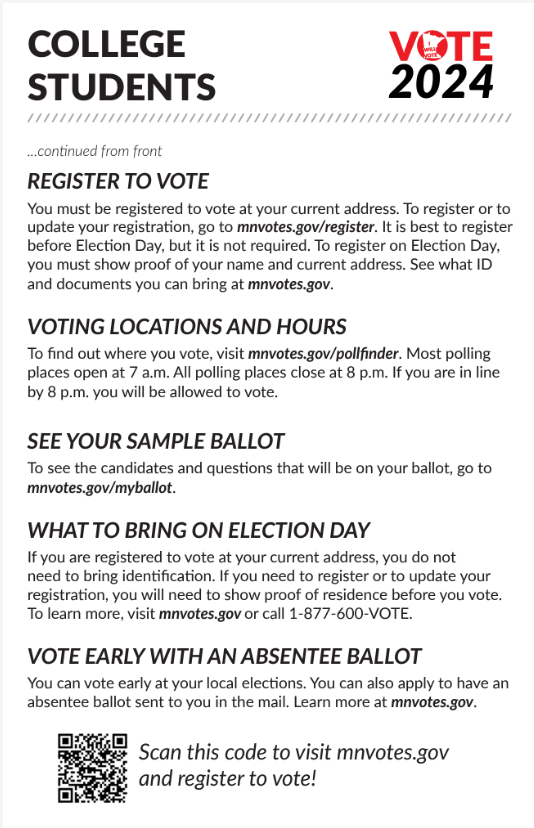 COLLEGE
STUDENTS
VOTE
I WILL
VOTE
2024
...continued from front
REGISTER TO VOTE
You must be registered to vote at your current address. To register or to
update your registration, go to mnvotes.gov/register. It is best to register
before Election Day, but it is not required. To register on Election Day,
you must show proof of your name and current address. See what ID
and documents you can bring at mnvotes.gov.
VOTING LOCATIONS AND HOURS
To find out where you vote, visit mnvotes.gov/pollfinder. Most polling
places open at 7 a.m. All polling places close at 8 p.m. If you are in line
by 8 p.m. you will be allowed to vote.
SEE YOUR SAMPLE BALLOT
To see the candidates and questions that will be on your ballot, go to
mnvotes.gov/myballot.
WHAT TO BRING ON ELECTION DAY
If you are registered to vote at your current address, you do not
need to bring identification. If you need to register or to update your
registration, you will need to show proof of residence before you vote.
To learn more, visit mnvotes.gov or call 1-877-600-VOTE.
VOTE EARLY WITH AN ABSENTEE BALLOT
You can vote early at your local elections. You can also apply to have an
absentee ballot sent to you in the mail. Learn more at mnvotes.gov.
Scan this code to visit mnvotes.gov
and register to vote!